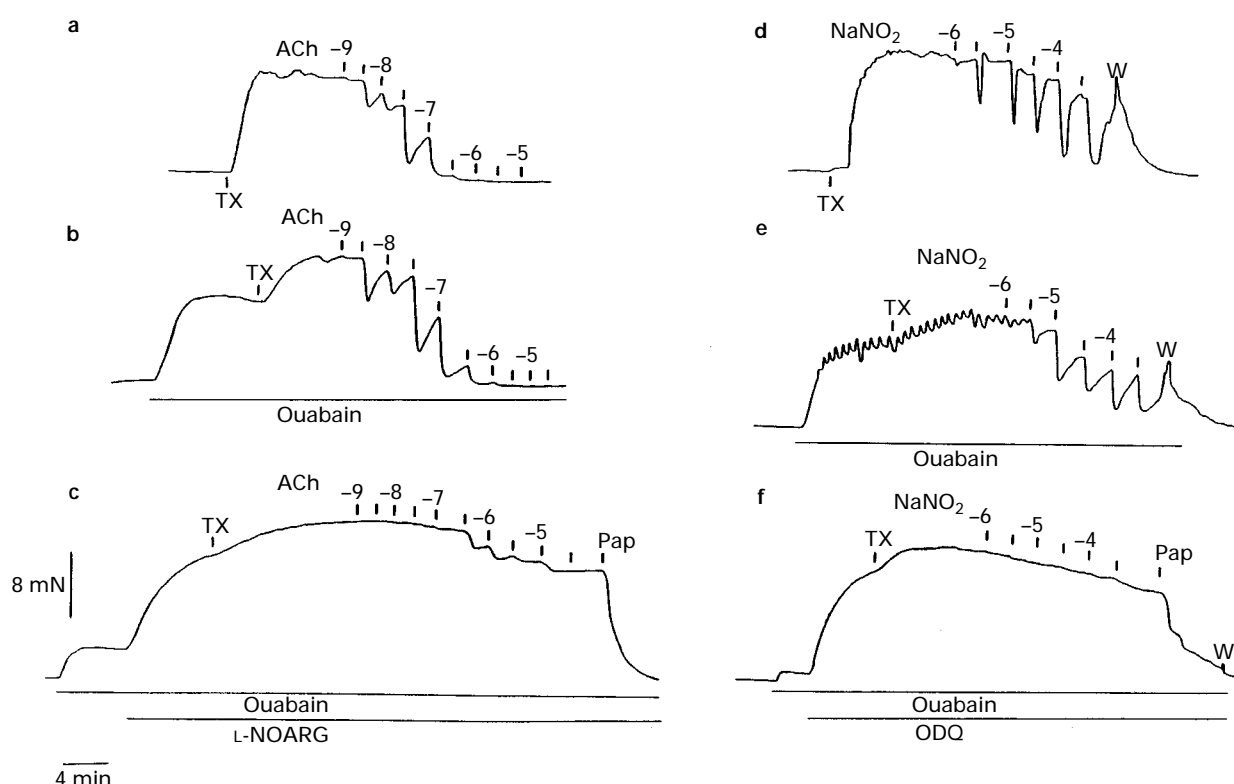 a
ACh
–9
–8
–7
–6
–5
TX
b
ACh
–9
–8
TX
–7
–6
–5
Ouabain
c
ACh
–9
–8
–7
–6
–5
TX
Pap
8 mN
Ouabain
L-NOARG
4 min
d
NaNO2
–6
–5
–4
W
TX
e
NaNO2
–6
–5
TX
–4
W
Ouabain
f
NaNO2
–6
–5
–4
TX
Pap
W
Ouabain
ODQ